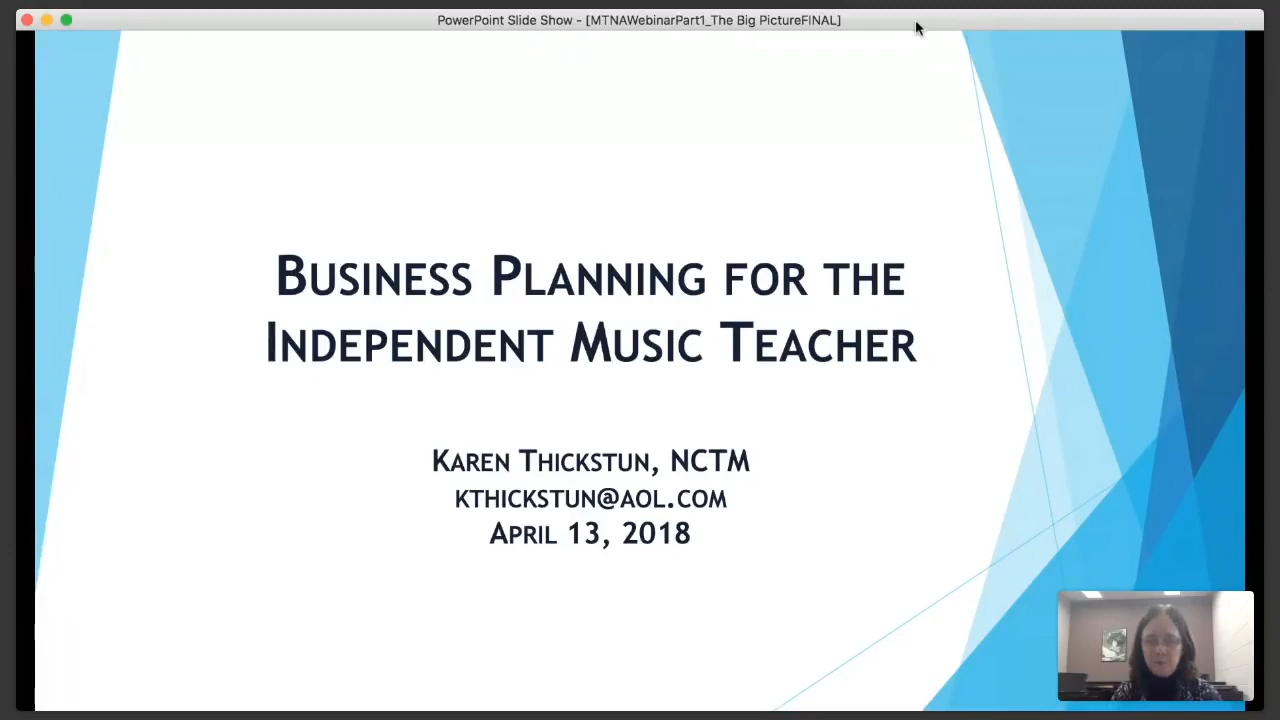 PowerPoint Slide Show - [MTNAWebinarPart1_The Big PictureFINAL]
Business Planning for the
Independent Music Teacher
Karen Thickstun, NCTM
kthickstun@aol.com
April 13, 2018